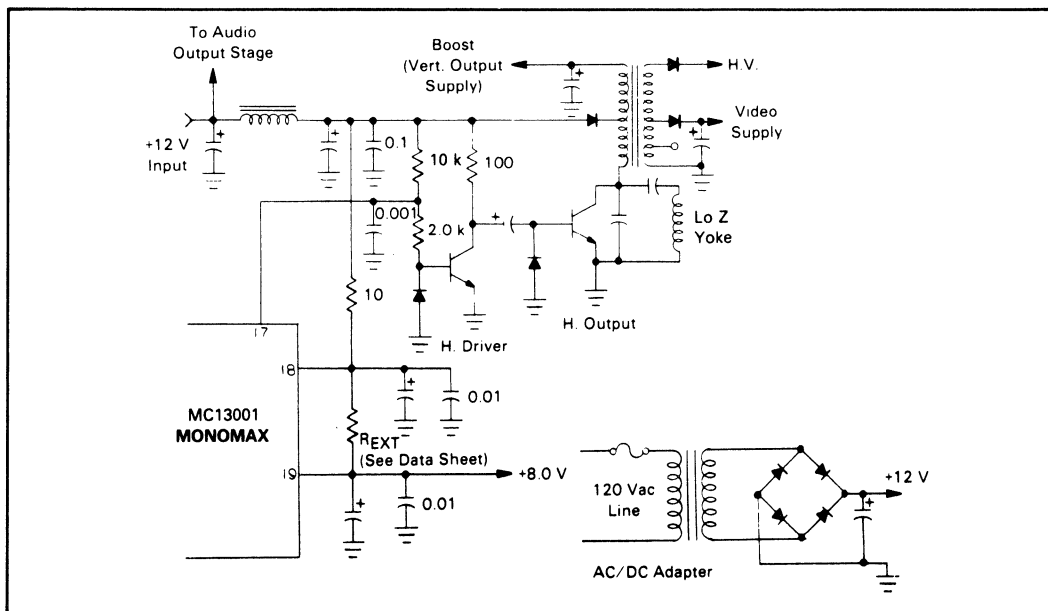 To Audio
Output Stage
Boost
(Vert. Output
Supply)
H.V.
Video
Supply
+12 V
Input
+
+
+
+
0.1
10 k
100
0.001
2.0 k
+
Lo Z
Yoke
10
H. Driver
H. Output
17
18
+
0.01
MC13001
MONOMAX
REXT
(See Data Sheet)
19
+8.0 V
+
0.01
120 Vac
Line
+12 V
+
AC/DC Adapter